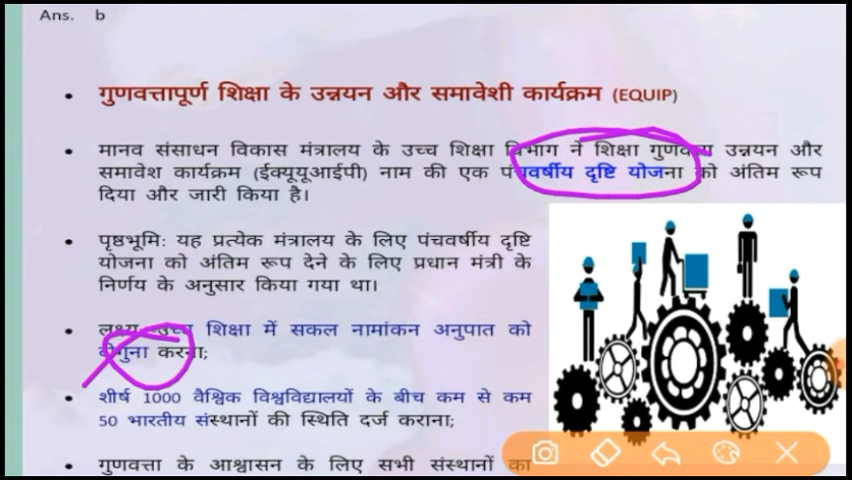 Ans. b
• गुणवत्तापूर्ण शिक्षा के उन्नयन और समावेशी कार्यक्रम (EQUIP)
• मानव संसाधन विकास मंत्रालय के उच्च शिक्षा विभाग ने शिक्षा गुणवत्ता उन्नयन और
समावेश कार्यक्रम (ईक्यूयूआईपी) नाम की एक पंचवर्षीय दृष्टि योजना को अंतिम रूप
दिया और जारी किया है।
• पृष्ठभूमि: यह प्रत्येक मंत्रालय के लिए पंचवर्षीय दृष्टि
योजना को अंतिम रूप देने के लिए प्रधान मंत्री के
निर्णय के अनुसार किया गया था।
• लक्ष्य: उच्च शिक्षा में सकल नामांकन अनुपात को
करना;
• शीर्ष 1000 वैश्विक विश्वविद्यालयों के बीच कम से कम
50 भारतीय संस्थानों की स्थिति दर्ज कराना;
• गुणवत्ता के आश्वासन के लिए सभी संस्थानों का